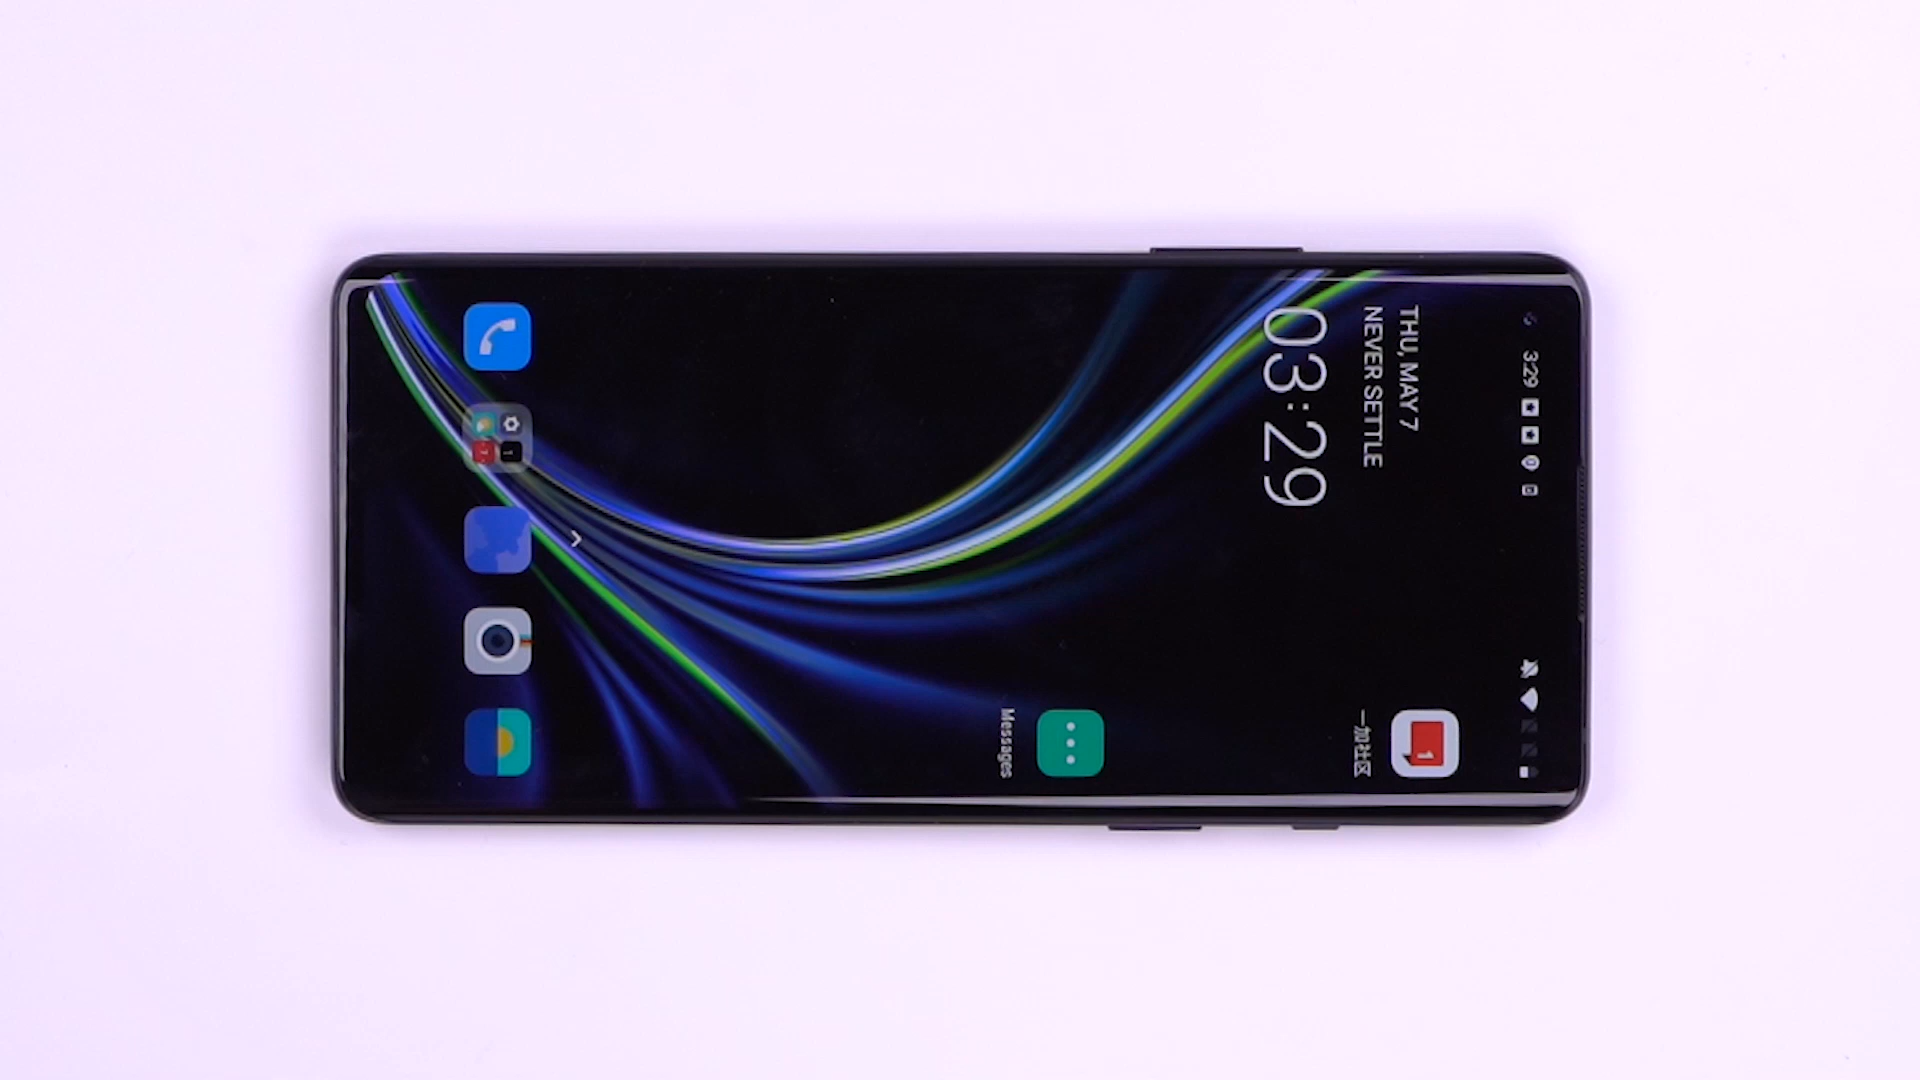 3:29
THU, MAY 7
NEVER SETTLE
03:29
一加社区
Messages